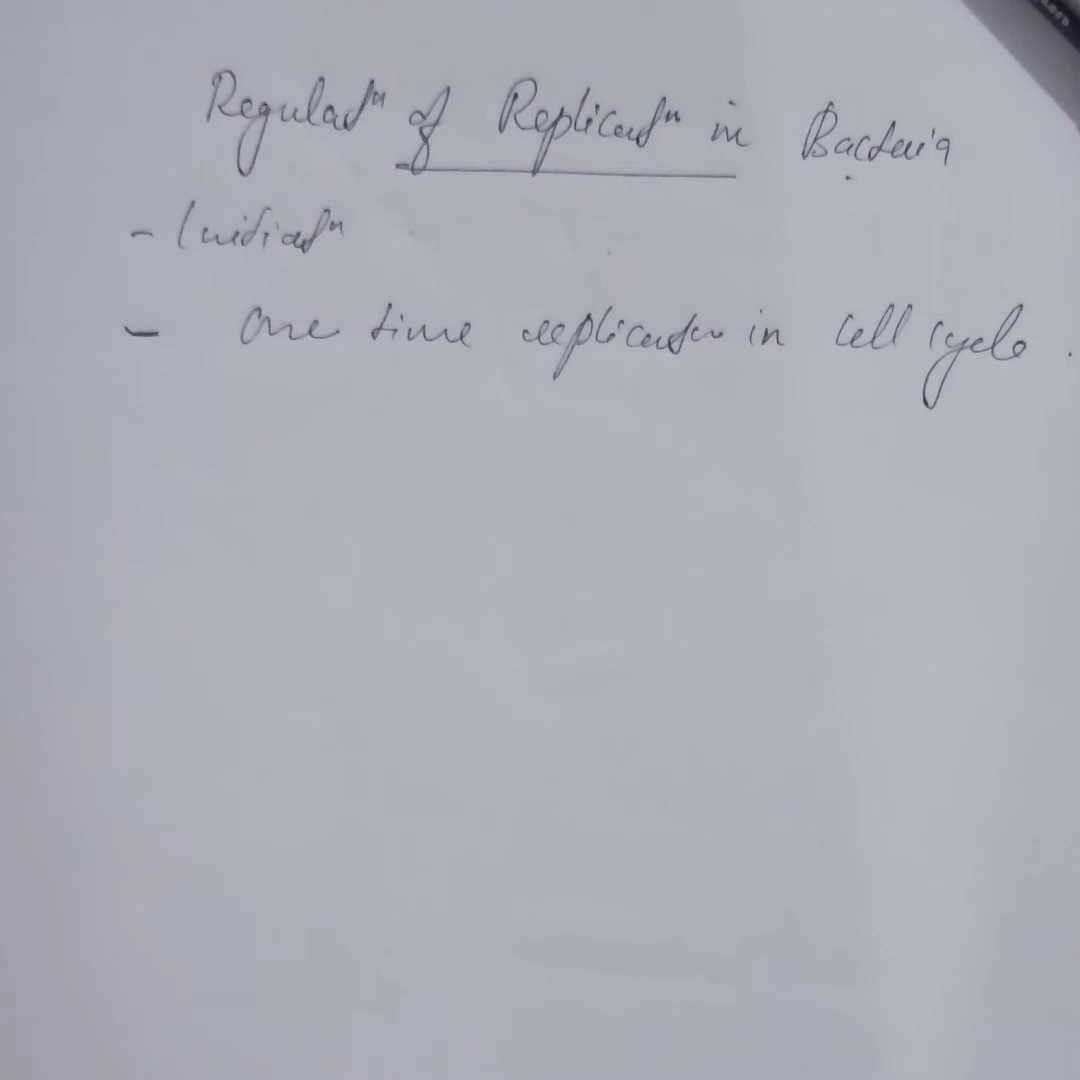 Regulatⁿ of Replicatⁿ in Bacteria
- Initiatⁿ
- One time replication in cell cycle.